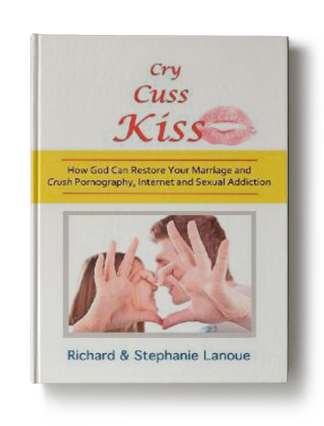 Cry
Cuss
Kiss
How God Can Restore Your Marriage and
Crush Pornography, Internet and Sexual Addiction
Richard & Stephanie Lanoue